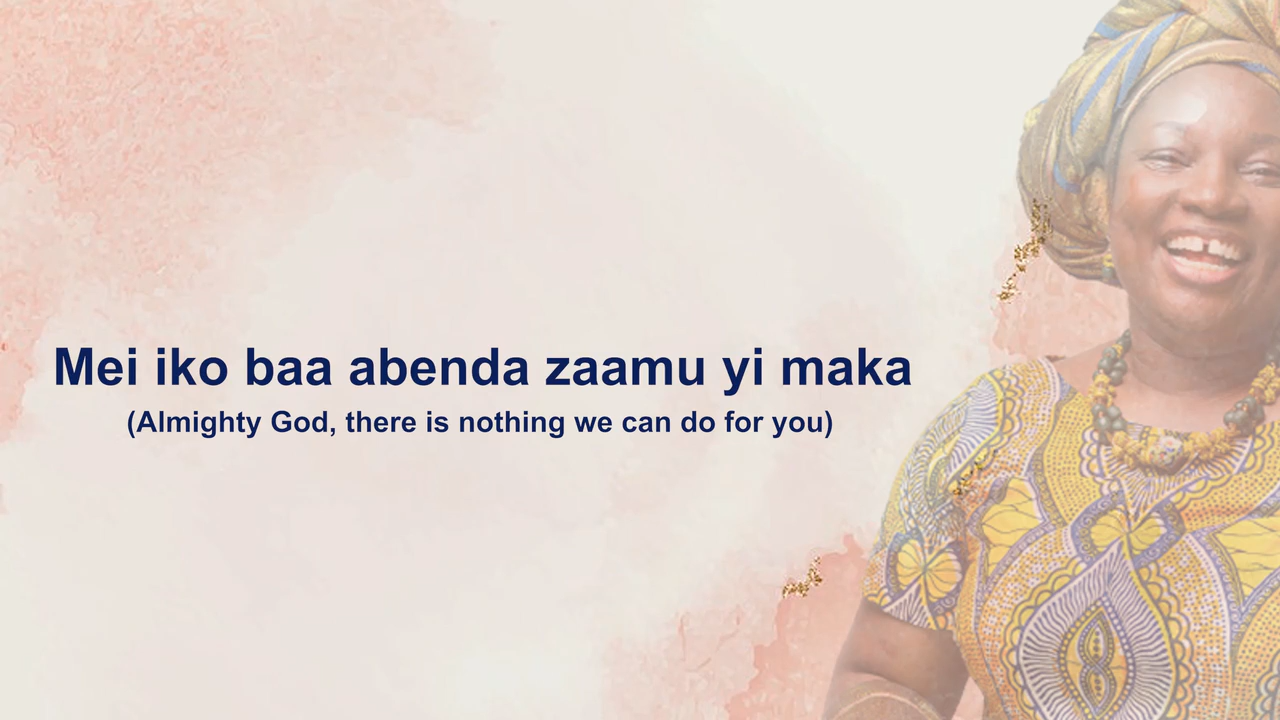 Mei iko baa abenda zaamu yi maka
(Almighty God, there is nothing we can do for you)